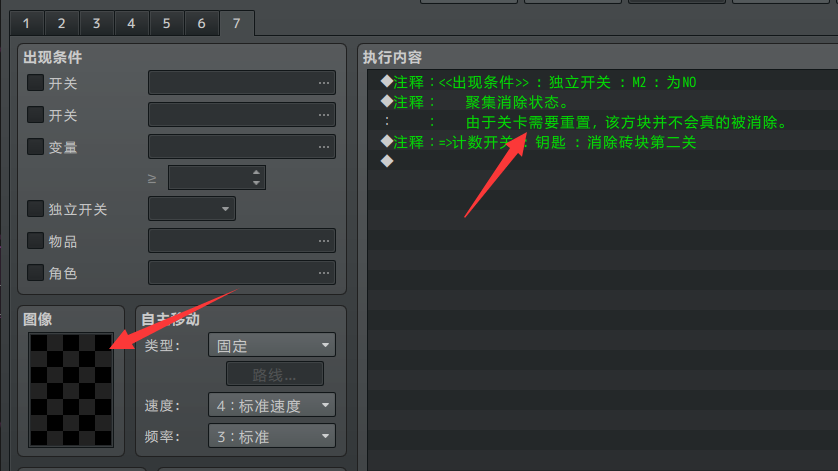 1 2 3 4 5 6 7
出现条件
开关 ...
开关 ...
变量 ...
≥
独立开关
物品 ...
角色 ...
图像
自主移动
类型: 固定
路线...
速度: 4：标准速度
频率: 3：标准
执行内容
◆注释：<<出现条件>> : 独立开关 : M2 : 为NO
◆注释： 聚集消除状态。
： ： 由于关卡需要重置，该方块并不会真的被消除。
◆注释：=>计数开关 : 钥匙 : 消除砖块第二关
◆